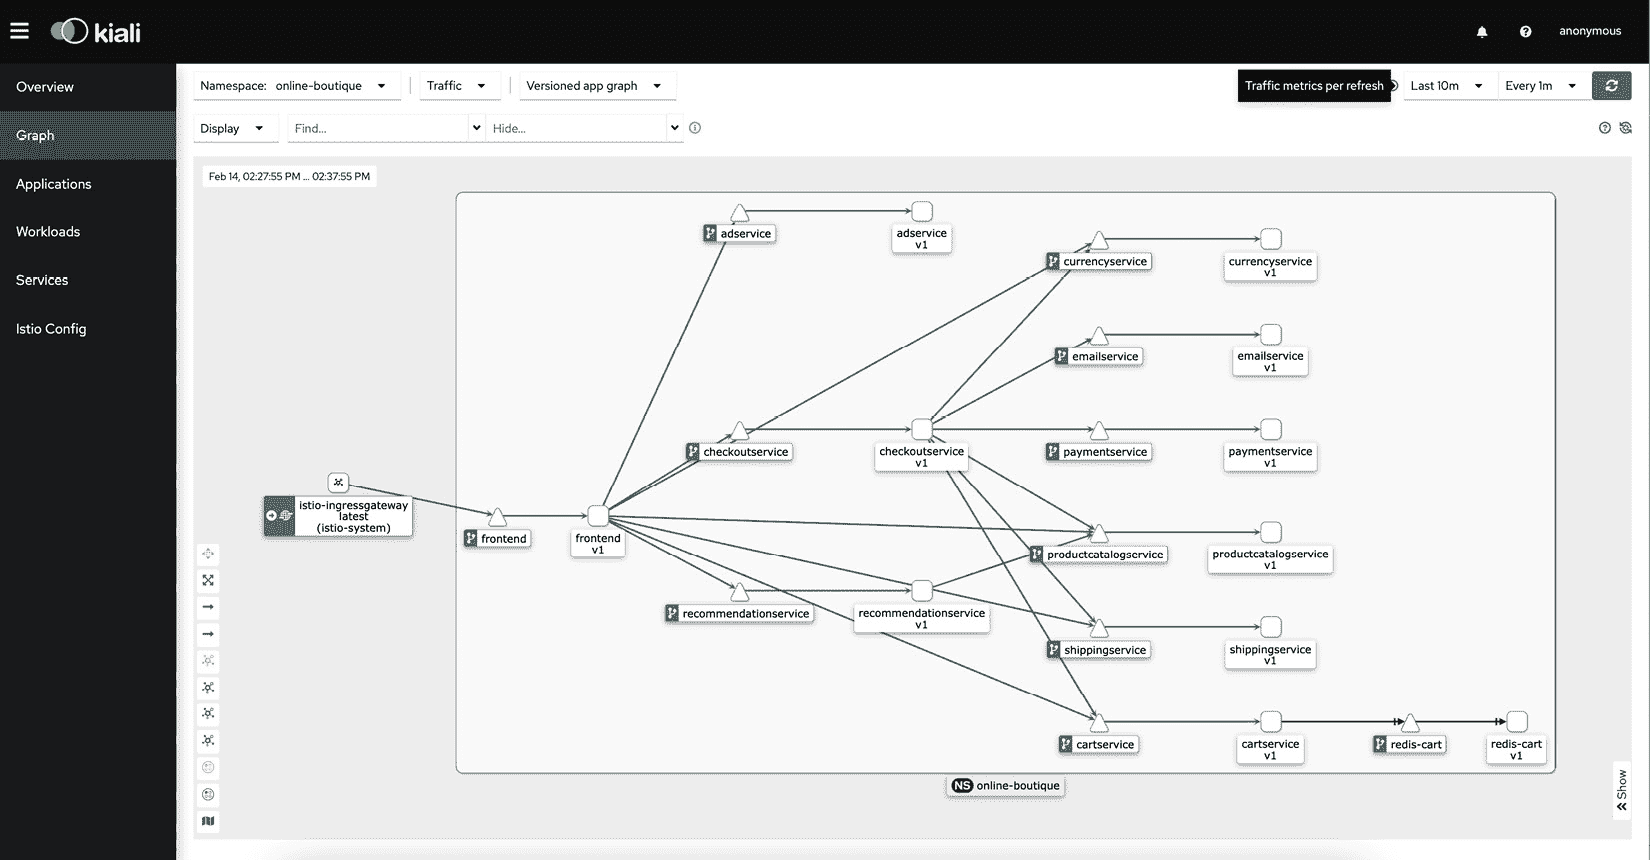 kiali
anonymous
Overview
Graph
Applications
Workloads
Services
Istio Config
Namespace: online-boutique
Traffic
Versioned app graph
Traffic metrics per refresh
Last 10m
Every 1m
Display
Find...
Hide...
Feb 14, 02:27:55 PM ... 02:37:55 PM
adservice
adservice
v1
currencyservice
currencyservice
v1
emailservice
emailservice
v1
checkoutservice
checkoutservice
v1
paymentservice
paymentservice
v1
istio-ingressgateway
latest
(istio-system)
frontend
frontend
v1
productcatalogservice
productcatalogservice
v1
recommendationservice
recommendationservice
v1
shippingservice
shippingservice
v1
cartservice
cartservice
v1
redis-cart
redis-cart
v1
NS online-boutique
Show